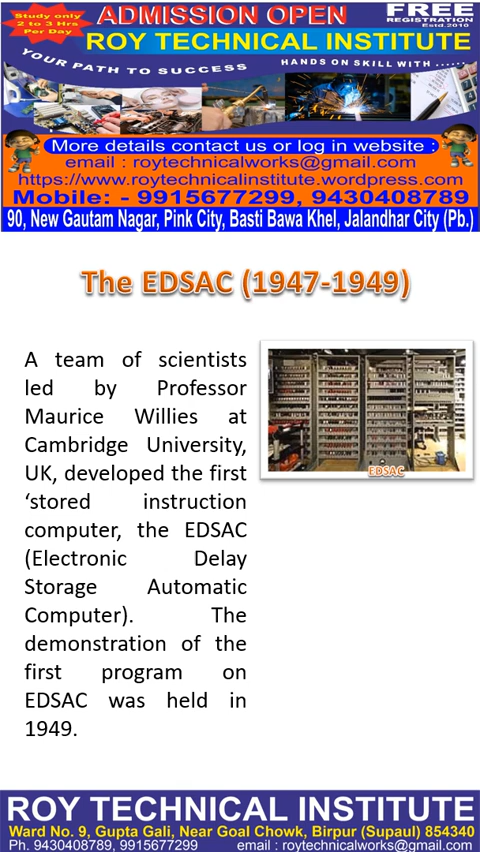 Study only
2 to 3 Hrs
Per Day
ADMISSION OPEN
FREE
REGISTRATION
Estd.2010
ROY TECHNICAL INSTITUTE
YOUR PATH TO SUCCESS
HANDS ON SKILL WITH ......
More details contact us or log in website :
email : roytechnicalworks@gmail.com
https://www.roytechnicalinstitute.wordpress.com
Mobile: - 9915677299, 9430408789
90, New Gautam Nagar, Pink City, Basti Bawa Khel, Jalandhar City (Pb.)
The EDSAC (1947-1949)
A team of scientists
led by Professor
Maurice Willies at
Cambridge University,
UK, developed the first
‘stored instruction
computer, the EDSAC
(Electronic Delay
Storage Automatic
Computer). The
demonstration of the
first program on
EDSAC was held in
1949.
EDSAC
ROY TECHNICAL INSTITUTE
Ward No. 9, Gupta Gali, Near Goal Chowk, Birpur (Supaul) 854340
Ph. 9430408789, 9915677299 email : roytechnicalworks@gmail.com